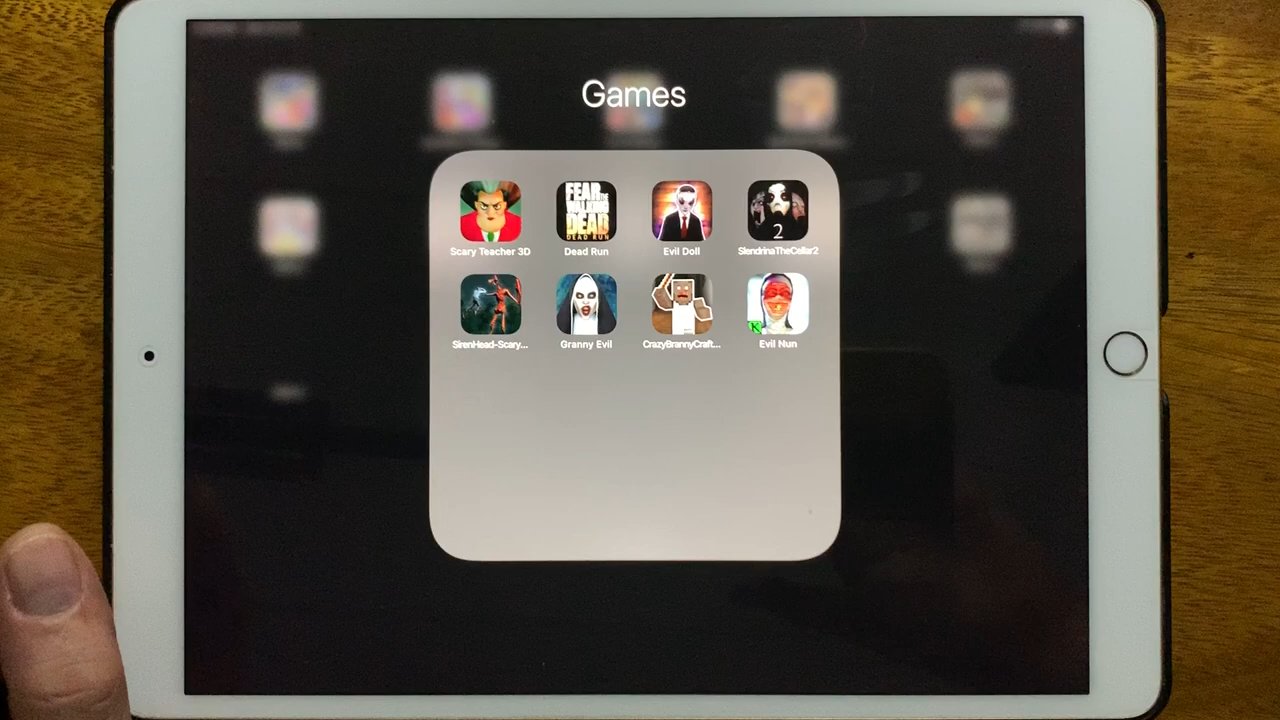 Games
FEAR THE
WALKING
DEAD
DEAD RUN
2
Scary Teacher 3D
Dead Run
Evil Doll
SlendrinaTheCellar2
K
SirenHead-Scary...
Granny Evil
CrazyBrannyCraft...
Evil Nun